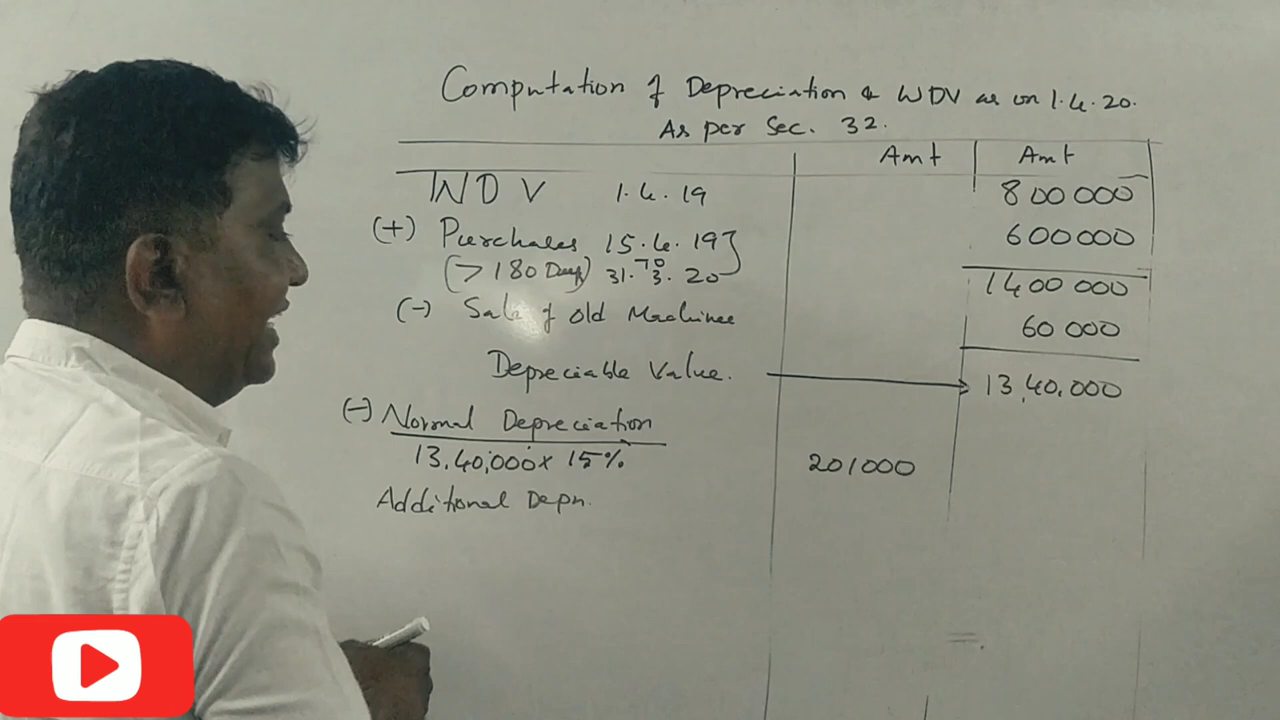 Computation of Depreciation & WDV as on 1.4.20.
As per Sec. 32.
Amt Amt
WDV 1.4.19 800000
(+) Purchases 15.4.19 600000
(>180 Days) 31.3.20 1400000
(-) Sale of old Machines 60000
Depreciable Value. 13,40,000
(-) Normal Depreciation
13,40,000 x 15% 201000
Additional Depn.